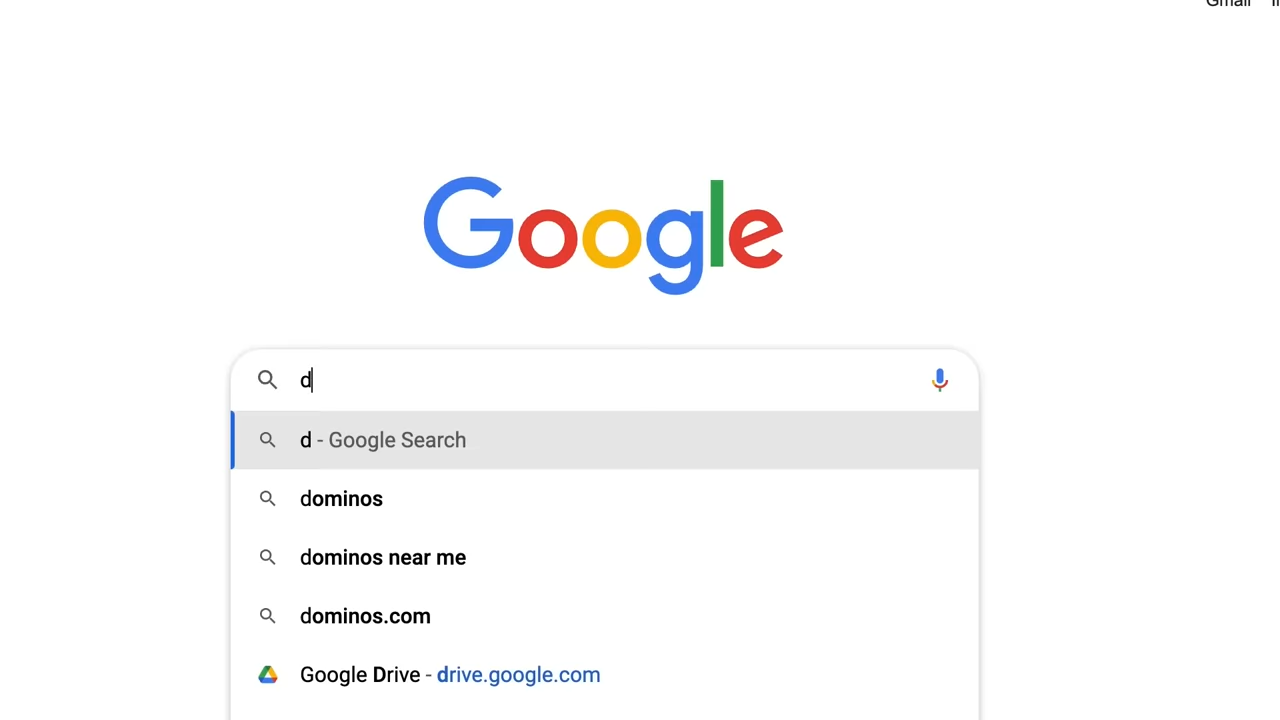 Gmail
Google
d
d - Google Search
dominos
dominos near me
dominos.com
Google Drive - drive.google.com